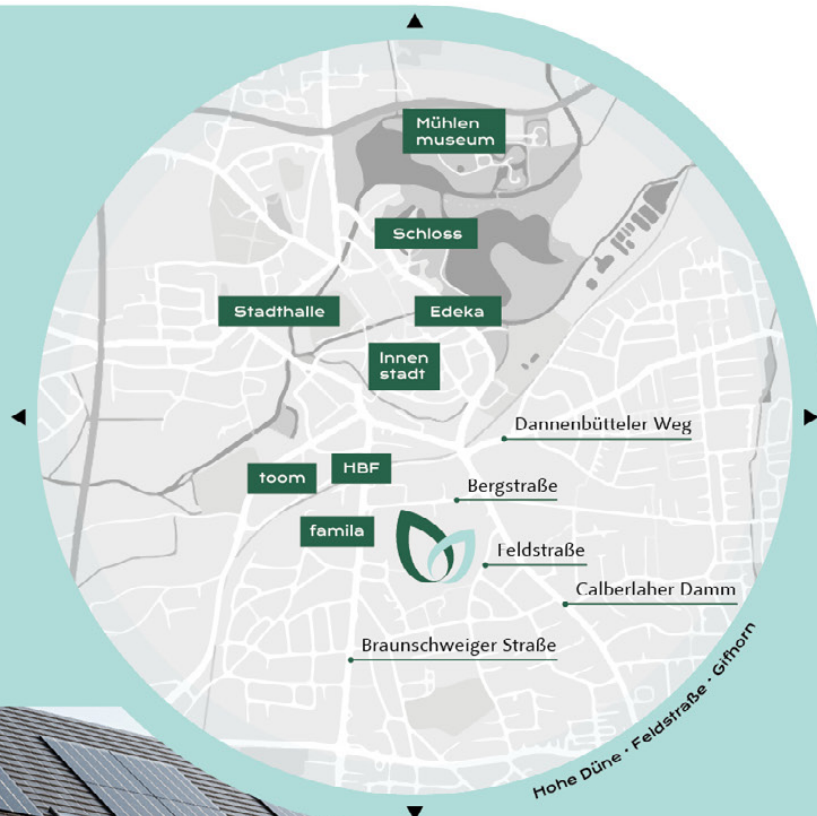 Mühlen
museum
Schloss
Stadthalle
Edeka
Innen
stadt
Dannenbütteler Weg
HBF
toom
Bergstraße
famila
Feldstraße
Calberlaher Damm
Braunschweiger Straße
Hohe Düne · Feldstraße · Gifhorn